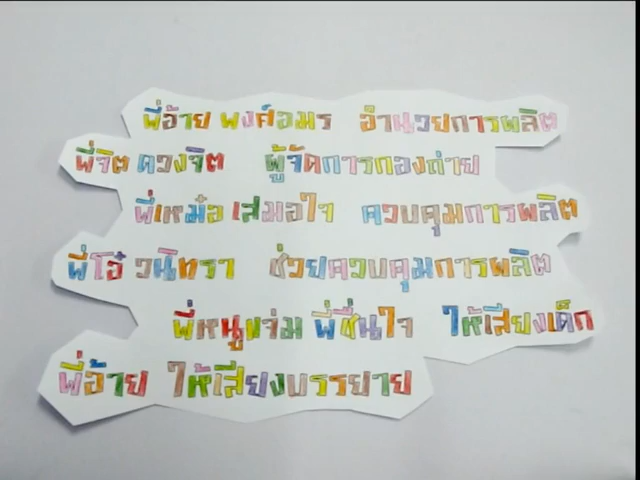 พี่อ้าย พงศ์อมร อำนวยการผลิต
พี่จิต ดวงจิต ผู้จัดการกองถ่าย
พี่เหม๋อ เสมอใจ ควบคุมการผลิต
พี่โอ๋ วนิทรา ช่วยควบคุมการผลิต
พี่หนูแจ่ม พี่ชื่นใจ ให้เสียงเด็ก
พี่อ้าย ให้เสียงบรรยาย